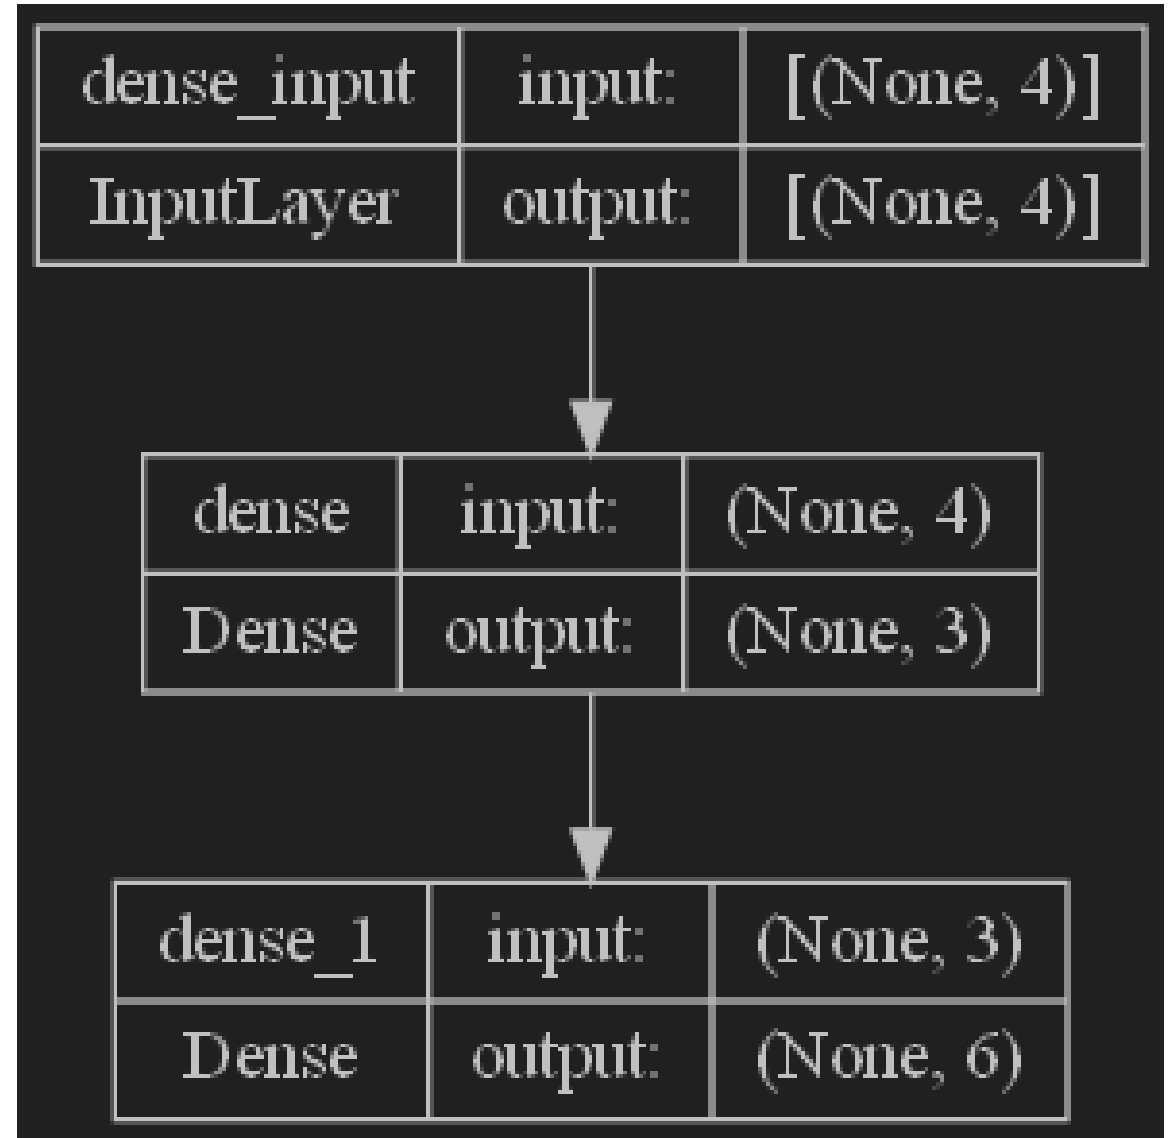 dense_input input: [(None, 4)]
InputLayer output: [(None, 4)]
dense input: (None, 4)
Dense output: (None, 3)
dense_1 input: (None, 3)
Dense output: (None, 6)